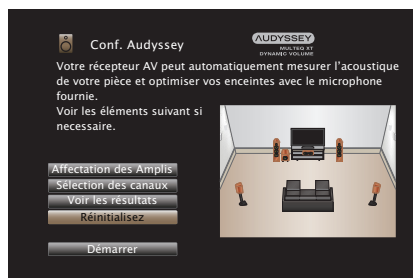 Conf. Audyssey
AUDYSSEY
MULTEQ XT
DYNAMIC VOLUME
Votre récepteur AV peut automatiquement mesurer l'acoustique
de votre pièce et optimiser vos enceintes avec le microphone
fournie.
Voir les éléments suivant si
necessaire.
Affectation des Amplis
Sélection des canaux
Voir les résultats
Réinitialisez
Démarrer